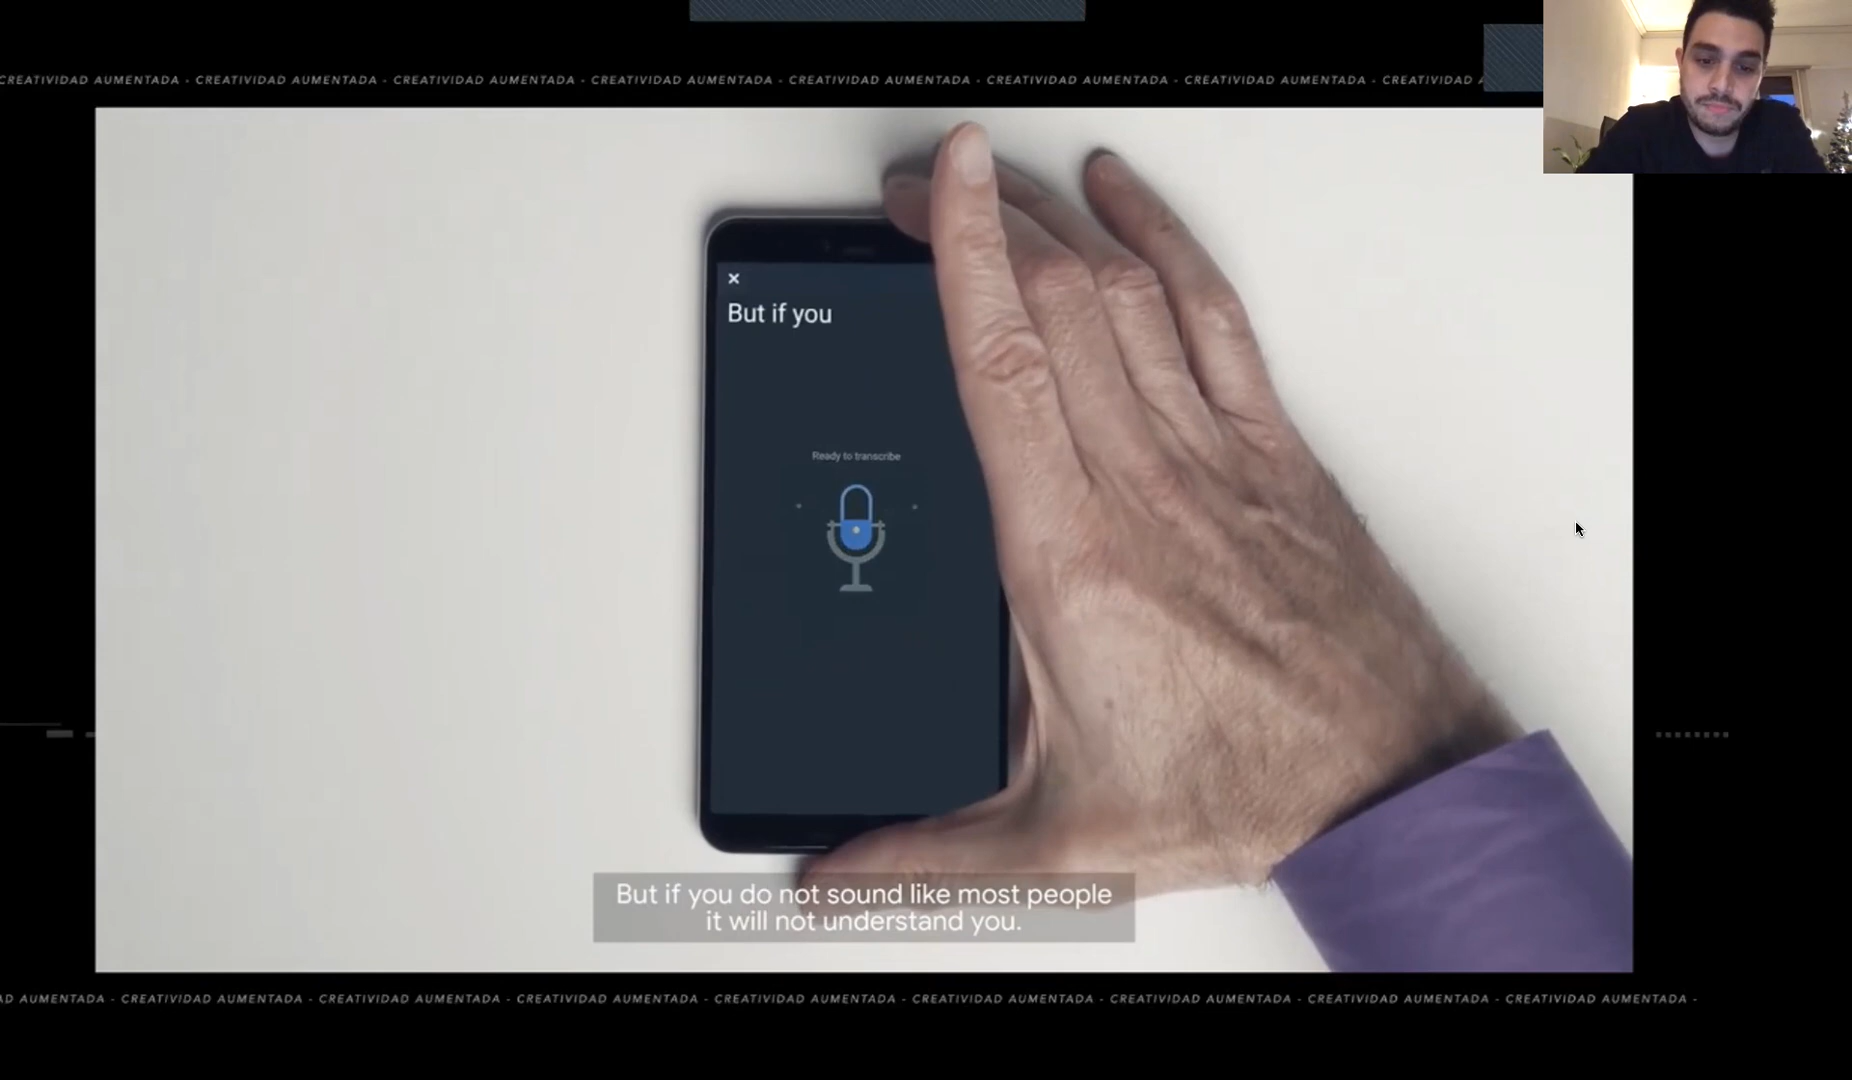 CREATIVIDAD AUMENTADA - CREATIVIDAD AUMENTADA - CREATIVIDAD AUMENTADA - CREATIVIDAD AUMENTADA - CREATIVIDAD AUMENTADA - CREATIVIDAD AUMENTADA - CREATIVIDAD AUMENTADA - CREATIVIDAD
×
But if you
Ready to transcribe
But if you do not sound like most people
it will not understand you.
AD AUMENTADA - CREATIVIDAD AUMENTADA - CREATIVIDAD AUMENTADA - CREATIVIDAD AUMENTADA - CREATIVIDAD AUMENTADA - CREATIVIDAD AUMENTADA - CREATIVIDAD AUMENTADA - CREATIVIDAD AUMENTADA - CREATIVIDAD AUMENTADA -